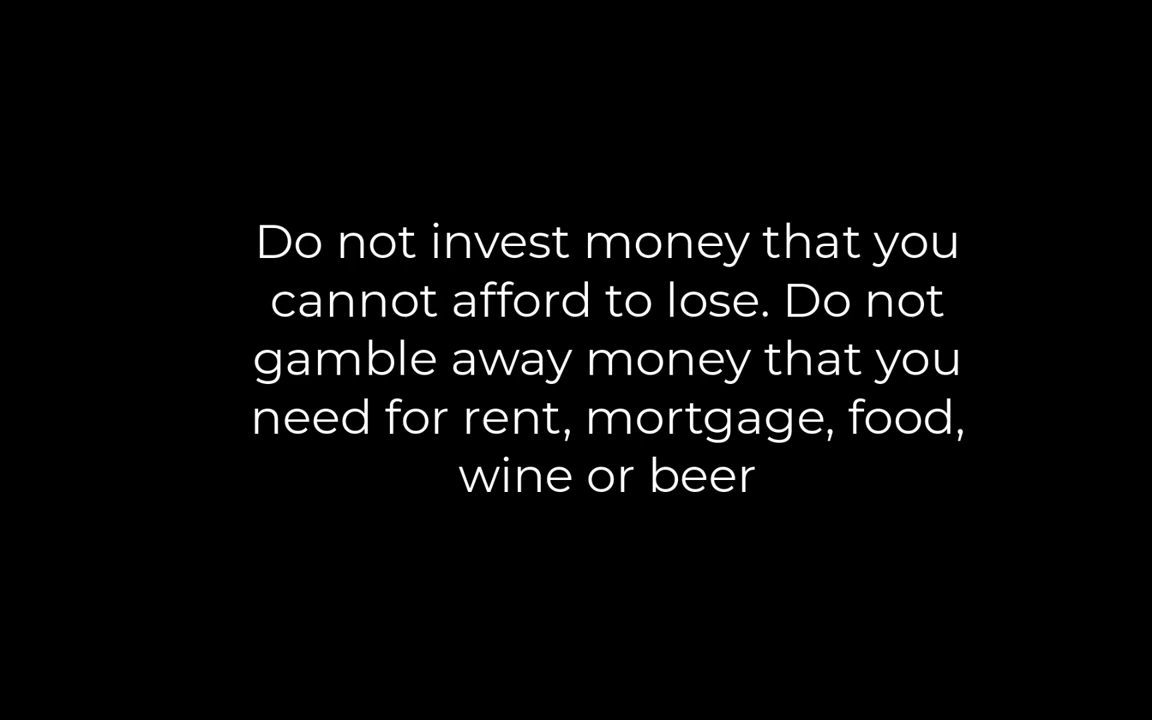 Do not invest money that you
cannot afford to lose. Do not
gamble away money that you
need for rent, mortgage, food,
wine or beer